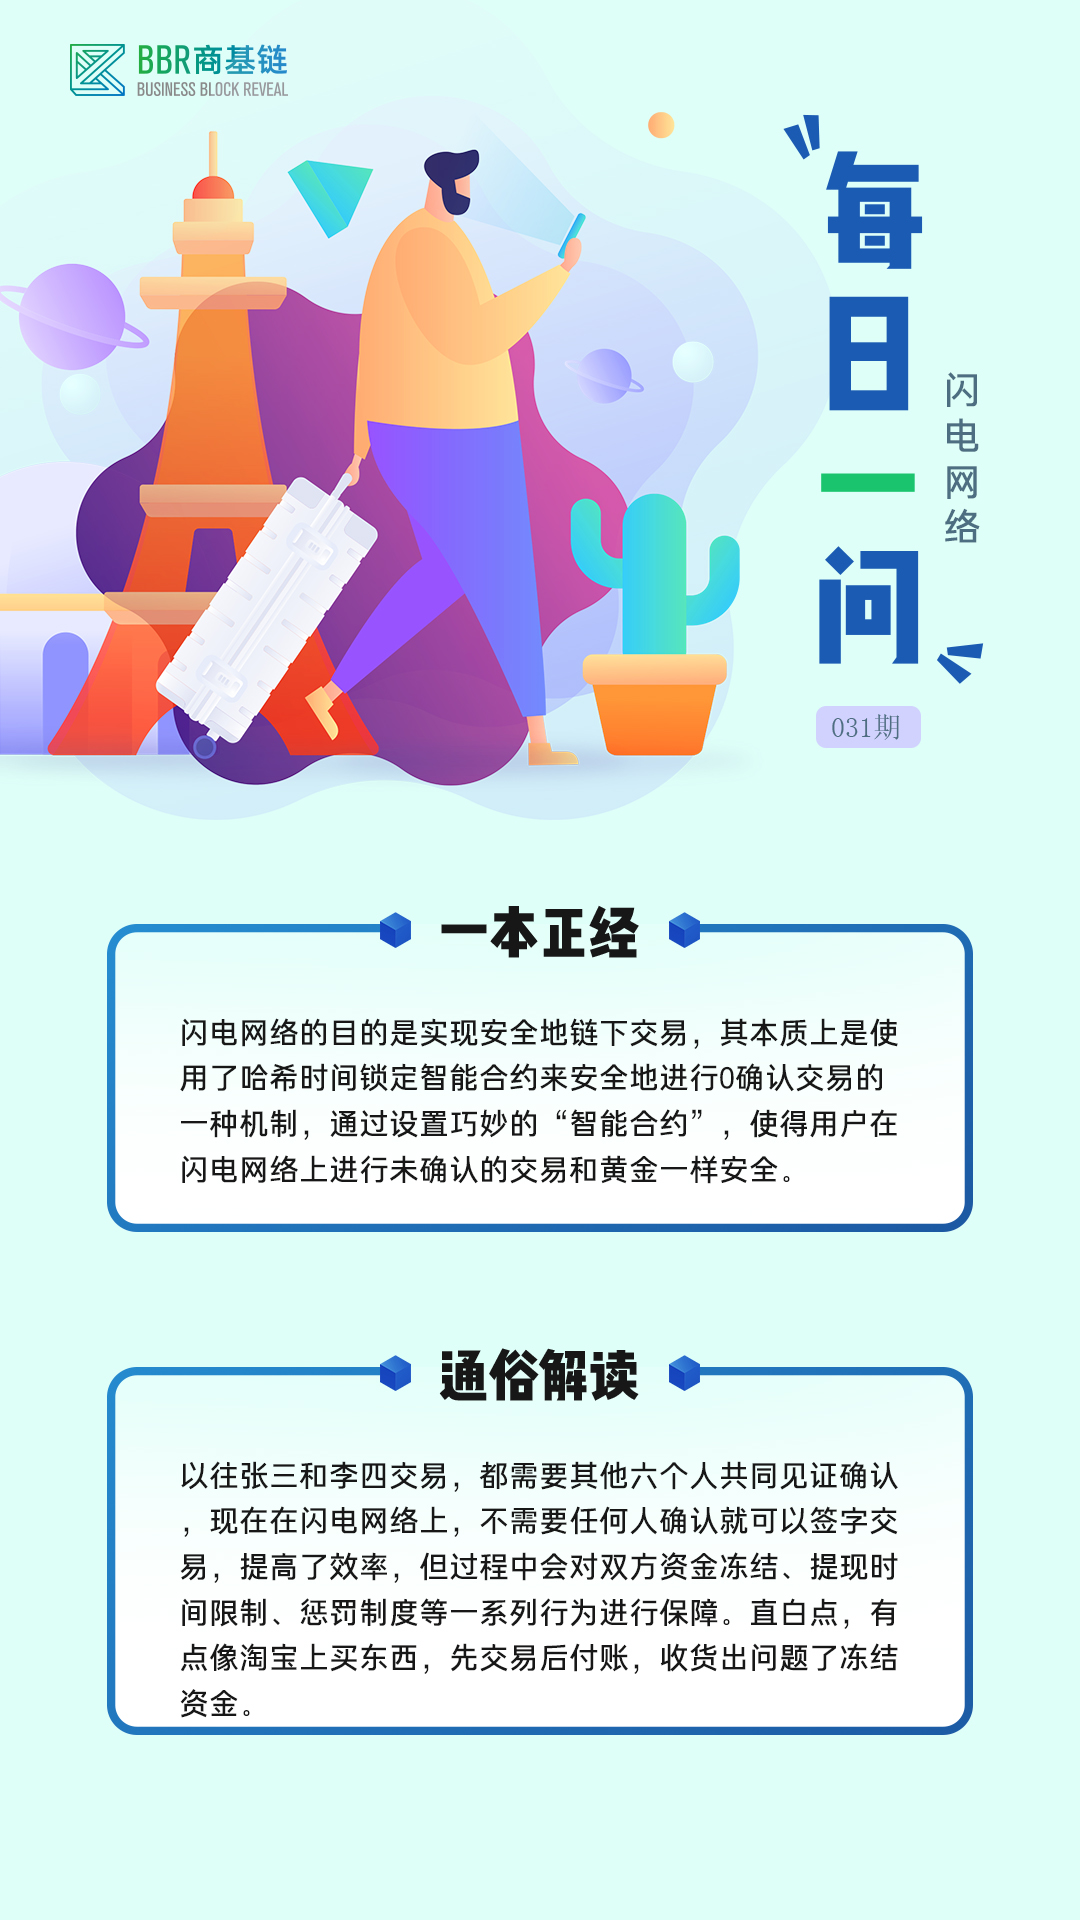 BBR商基链
BUSINESS BLOCK REVEAL
每日一问
闪电网络
031期
一本正经
闪电网络的目的是实现安全地链下交易，其本质上是使
用了哈希时间锁定智能合约来安全地进行0确认交易的
一种机制，通过设置巧妙的“智能合约”，使得用户在
闪电网络上进行未确认的交易和黄金一样安全。
通俗解读
以往张三和李四交易，都需要其他六个人共同见证确认
，现在在闪电网络上，不需要任何人确认就可以签字交
易，提高了效率，但过程中会对双方资金冻结、提现时
间限制、惩罚制度等一系列行为进行保障。直白点，有
点像淘宝上买东西，先交易后付账，收货出问题了冻结
资金。